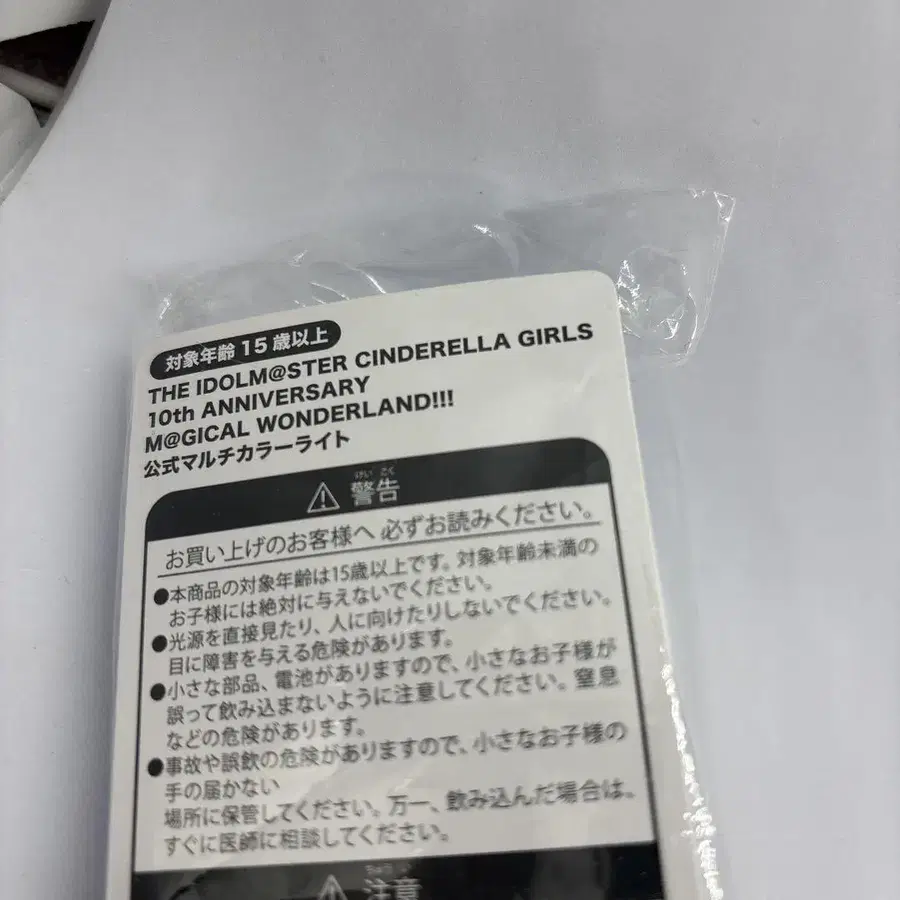 対象年齢 15 歳以上
THE IDOLM@STER CINDERELLA GIRLS
10th ANNIVERSARY
M@GICAL WONDERLAND!!!
公式マルチカラーライト
けいこく
⚠ 警告
お買い上げのお客様へ 必ずお読みください。
●本商品の対象年齢は15歳以上です。対象年齢未満の
お子様には絶対に与えないでください。
●光源を直接見たり、人に向けたりしないでください。
目に障害を与える危険があります。
●小さな部品、電池がありますので、小さなお子様が
誤って飲み込まないように注意してください。窒息
などの危険があります。
●事故や誤飲の危険がありますので、小さなお子様の
手の届かない
場所に保管してください。万一、飲み込んだ場合は、
すぐに医師に相談してください。
⚠ 注意